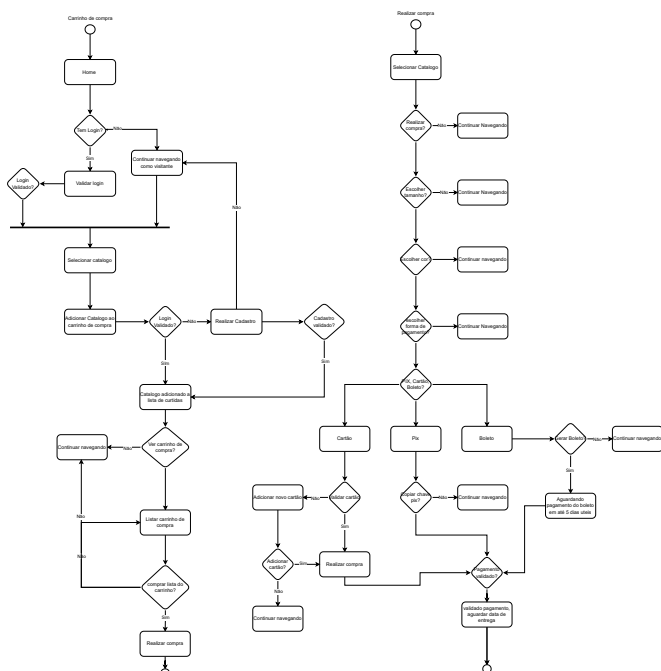 Carrinho de compra
Home
Tem Login?
Não
Sim
Continuar navegando
como visitante
Login
Validado?
Validar login
Não
Selecionar catalogo
Adicionar Catalogo ao
carrinho de compra
Login
Validado?
Não
Realizar Cadastro
Cadastro
validado?
Sim
Sim
Catalogo adicionado a
lista de curtidas
Ver carrinho de
compra?
Não
Continuar navegando
Não
Listar carrinho de
compra
Não
comprar lista do
carrinho?
Sim
Realizar compra
Realizar compra
Selecionar Catalogo
Realizar
compra?
Não
Continuar Navegando
Escolher
tamanho?
Não
Continuar Navegando
Escolher cor?
Continuar navegando
Escolher
forma de
pagamento?
Continuar Navegando
PIX, Cartão,
Boleto?
Cartão
Pix
Boleto
Gerar Boleto?
Não
Continuar navegando
Sim
Aguardando
pagamento do boleto
em até 5 dias uteis
Adicionar novo cartão
Não
Validar cartão
Copiar chave
pix?
Não
Continuar navegando
Sim
Adicionar
cartão?
Sim
Realizar compra
Não
Continuar navegando
Pagamento
validado?
validado pagamento,
aguardar data de
entrega